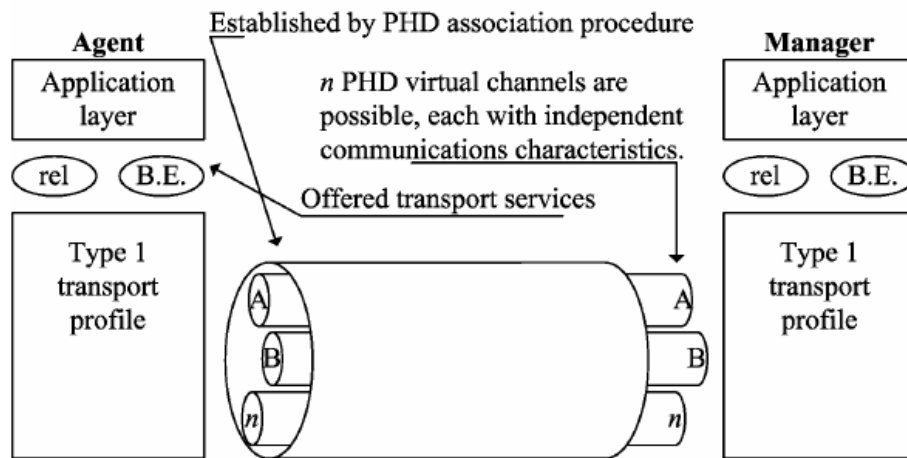 Established by PHD association procedure
Agent
Manager
Application
layer
n PHD virtual channels are
possible, each with independent
communications characteristics.
Application
layer
rel
B.E.
Offered transport services
rel
B.E.
Type 1
transport
profile
A
B
n
A
B
n
Type 1
transport
profile